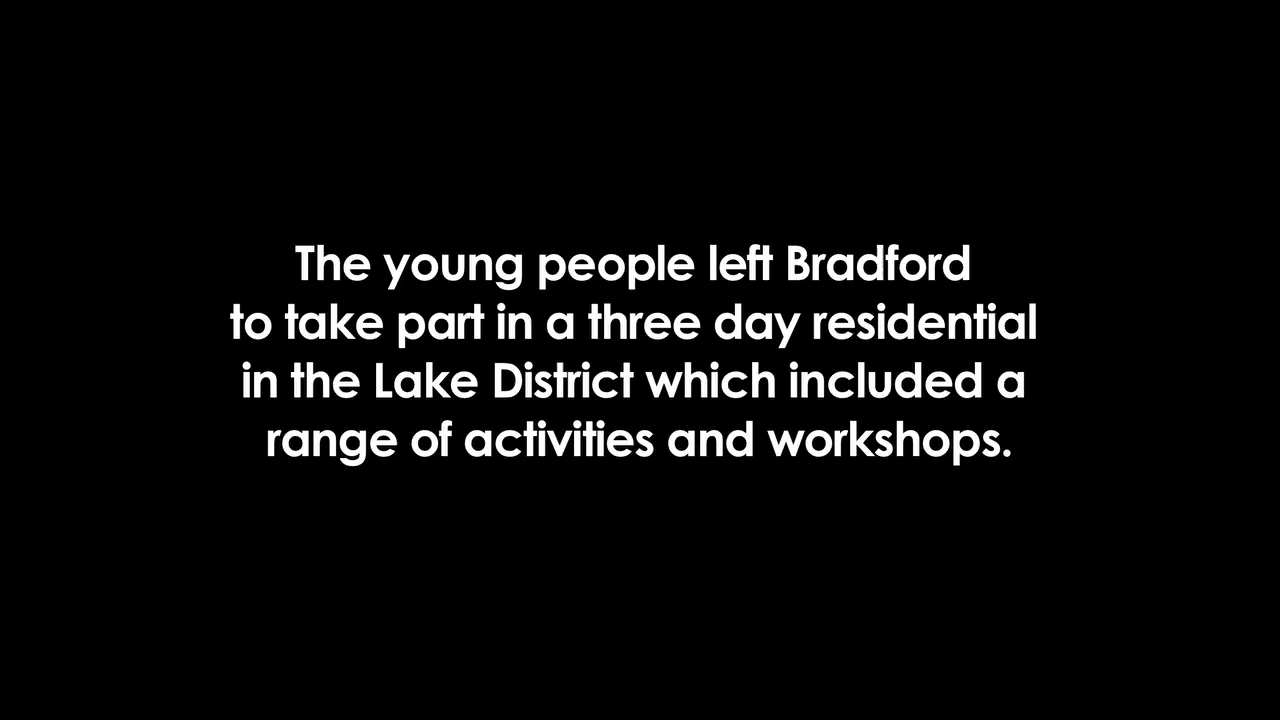 The young people left Bradford
to take part in a three day residential
in the Lake District which included a
range of activities and workshops.